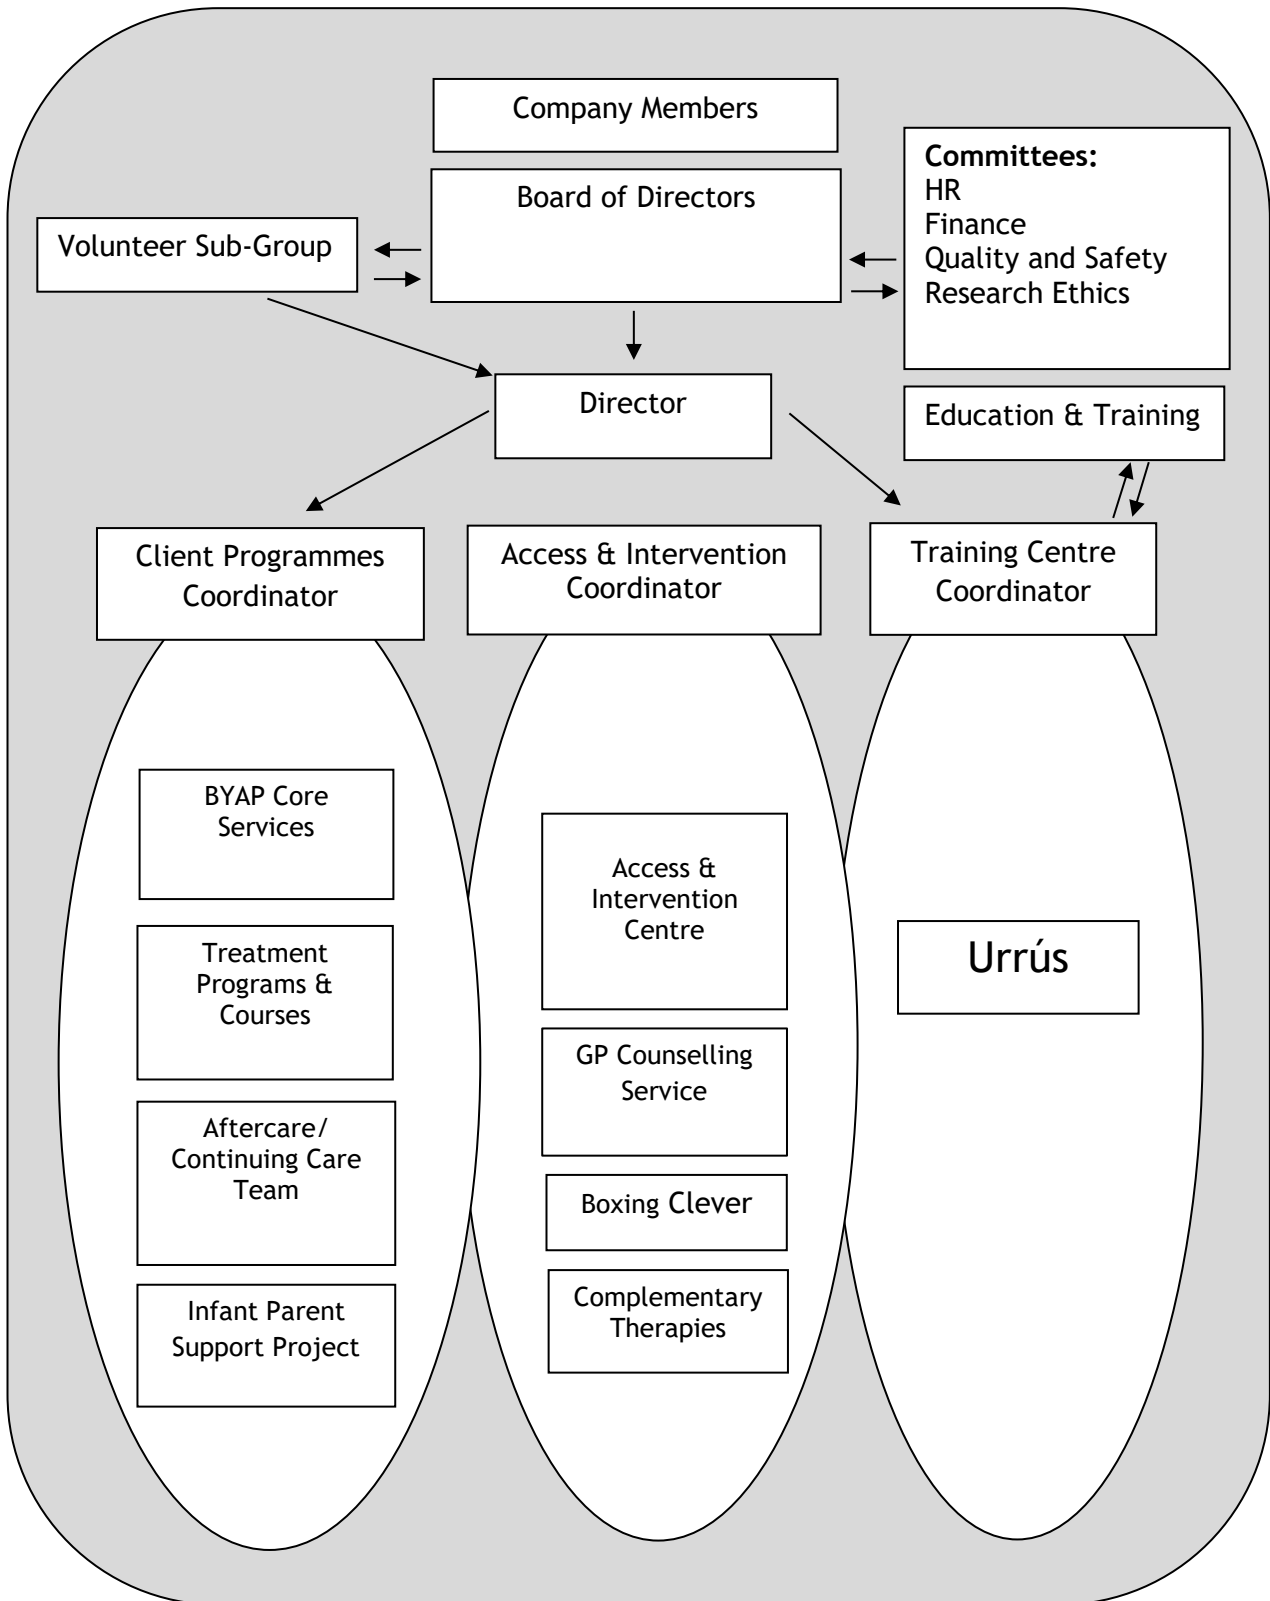 Company Members
Board of Directors
Volunteer Sub-Group
Committees:
HR
Finance
Quality and Safety
Research Ethics
Director
Education & Training
Client Programmes
Coordinator
Access & Intervention
Coordinator
Training Centre
Coordinator
BYAP Core
Services
Treatment
Programs &
Courses
Aftercare/
Continuing Care
Team
Infant Parent
Support Project
Access &
Intervention
Centre
GP Counselling
Service
Boxing Clever
Complementary
Therapies
Urrús